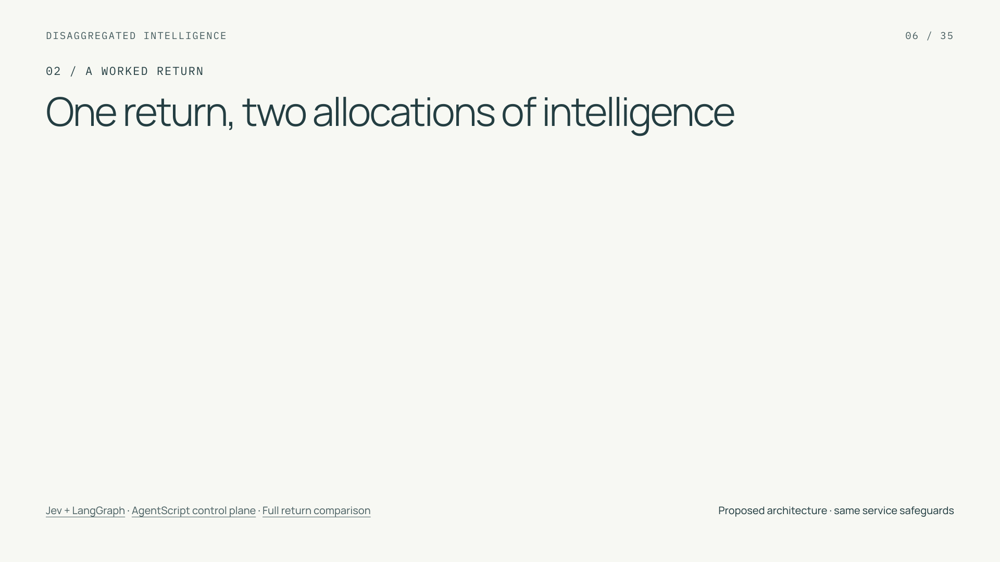 DISAGGREGATED INTELLIGENCE
06 / 35
02 / A WORKED RETURN
One return, two allocations of intelligence
Jev + LangGraph · AgentScript control plane · Full return comparison
Proposed architecture · same service safeguards